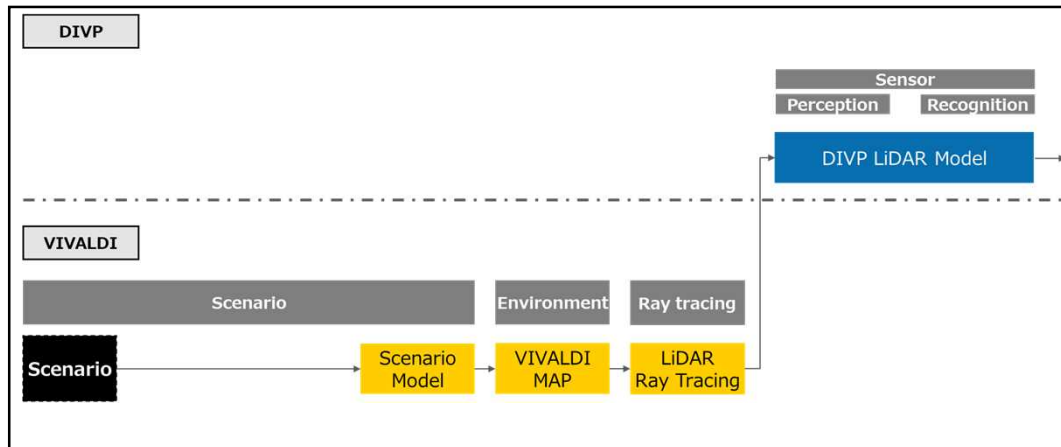 DIVP
Sensor
Perception Recognition
DIVP LiDAR Model
VIVALDI
Scenario Environment Ray tracing
Scenario
Scenario
Model
VIVALDI
MAP
LiDAR
Ray Tracing